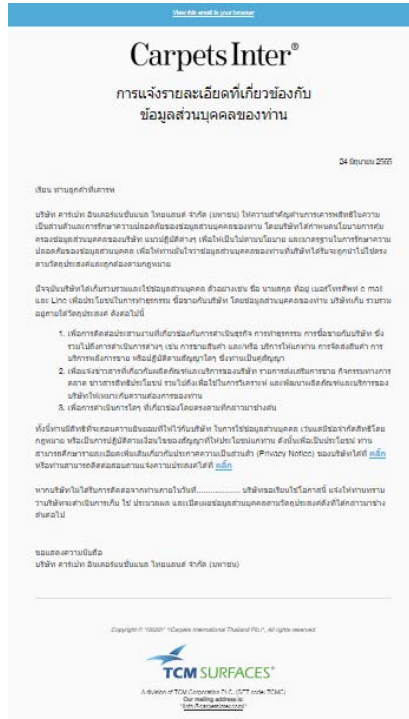 View this email in your browser
Carpets Inter®
การแจ้งรายละเอียดที่เกี่ยวข้องกับ
ข้อมูลส่วนบุคคลของท่าน
24 มิถุนายน 2565
เรียน ท่านลูกค้าที่เคารพ
บริษัท คาร์เปท อินเตอร์แนชั่นแนล ไทยแลนด์ จำกัด (มหาชน) ให้ความสำคัญด้านการเคารพสิทธิในความ
เป็นส่วนตัวและการรักษาความปลอดภัยของข้อมูลส่วนบุคคลของท่าน โดยบริษัทได้กำหนดนโยบายการคุ้ม
ครองข้อมูลส่วนบุคคลของบริษัท แนวปฏิบัติต่างๆ เพื่อให้เป็นไปตามนโยบาย และมาตรฐานในการรักษาความ
ปลอดภัย เพื่อให้ท่านมั่นใจว่าข้อมูลส่วนบุคคลของท่านที่บริษัทได้รับจะถูกนำไปใช้ตรง
ตามวัตถุประสงค์และถูกต้องตามกฎหมาย
ปัจจุบันบริษัทได้เก็บรวบรวมและใช้ข้อมูลส่วนบุคคล ตัวอย่างเช่น ชื่อ นามสกุล ที่อยู่ เบอร์โทรศัพท์ e mail
และ Line เพื่อประโยชน์ในการทำธุรกรรม ซื้อขายกับบริษัท โดยข้อมูลส่วนบุคคลของท่าน บริษัทเก็บ รวบรวม
อยู่ภายใต้วัตถุประสงค์ ดังต่อไปนี้
1. เพื่อการติดต่อประสานงานที่เกี่ยวข้องกับการดำเนินธุรกิจ การทำธุรกรรม การซื้อขายกับบริษัท ซึ่ง
รวมไปถึงการดำเนินการต่างๆ เช่น การขายสินค้า และ/หรือ บริการให้แก่ท่าน การจัดส่งสินค้า การ
บริการหลังการขาย หรือปฏิบัติตามสัญญาใดๆ ซึ่งท่านเป็นคู่สัญญา
2. เพื่อแจ้งข่าวสารที่เกี่ยวกับผลิตภัณฑ์และบริการของบริษัท รายการส่งเสริมการขาย กิจกรรมทางการ
ตลาด ข่าวสารสิทธิประโยชน์ รวมไปถึงเพื่อใช้ในการวิเคราะห์ และพัฒนาผลิตภัณฑ์และบริการของ
บริษัทให้เหมาะกับความต้องการของท่าน
3. เพื่อการดำเนินการใดๆ ที่เกี่ยวข้องโดยตรงตามที่กล่าวมาข้างต้น
ทั้งนี้ท่านมีสิทธิที่จะถอนความยินยอมที่ให้ไว้กับบริษัท ในการใช้ข้อมูลส่วนบุคคล เว้นแต่มีข้อจำกัดสิทธิโดย
กฎหมาย หรือเป็นการปฏิบัติตามเงื่อนไขของสัญญาที่ให้ประโยชน์แก่ท่าน ดังนั้นเพื่อเป็นประโยชน์ ท่าน
สามารถศึกษารายละเอียดเพิ่มเติมเกี่ยวกับประกาศความเป็นส่วนตัว (Privacy Notice) ของบริษัทได้ที่ คลิ๊ก
หรือท่านสามารถติดต่อสอบถามแจ้งความประสงค์ได้ที่ คลิ๊ก
หากบริษัทไม่ได้รับการติดต่อจากท่านภายในวันที่.................. บริษัทขอเรียนใช้โอกาสนี้ แจ้งให้ท่านทราบ
ว่าบริษัทจะดำเนินการเก็บ ใช้ ประมวลผล และเปิดเผยข้อมูลส่วนบุคคลตามวัตถุประสงค์ดังที่ได้กล่าวมาข้าง
ต้นต่อไป
ขอแสดงความนับถือ
บริษัท คาร์เปท อินเตอร์แนชั่นแนล ไทยแลนด์ จำกัด (มหาชน)
Copyright © *|2022|* *|Carpets International Thailand Plc.|*, All rights reserved.
TCM SURFACES®
A division of TCM Corporation PLC. (SET code: TCMC)
Our mailing address is:
*|info@carpetsinter.com|*